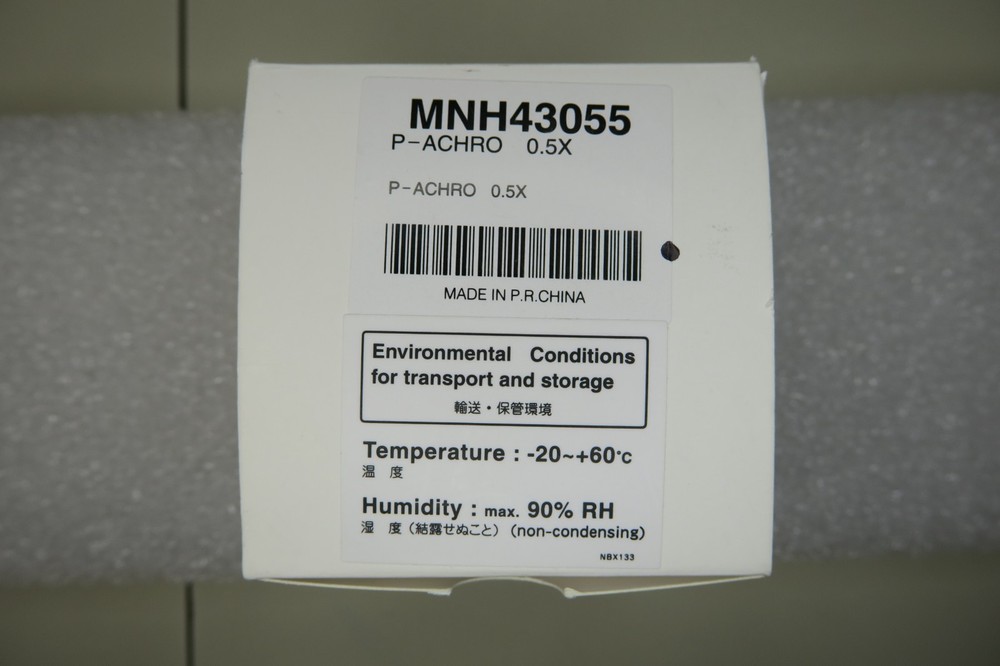 MNH43055
P-ACHRO 0.5X
P-ACHRO 0.5X
MADE IN P.R.CHINA
Environmental Conditions
for transport and storage
輸送・保管環境
Temperature : -20~+60°C
温 度
Humidity : max. 90% RH
湿 度 (結露せぬこと) (non-condensing)
NBX133